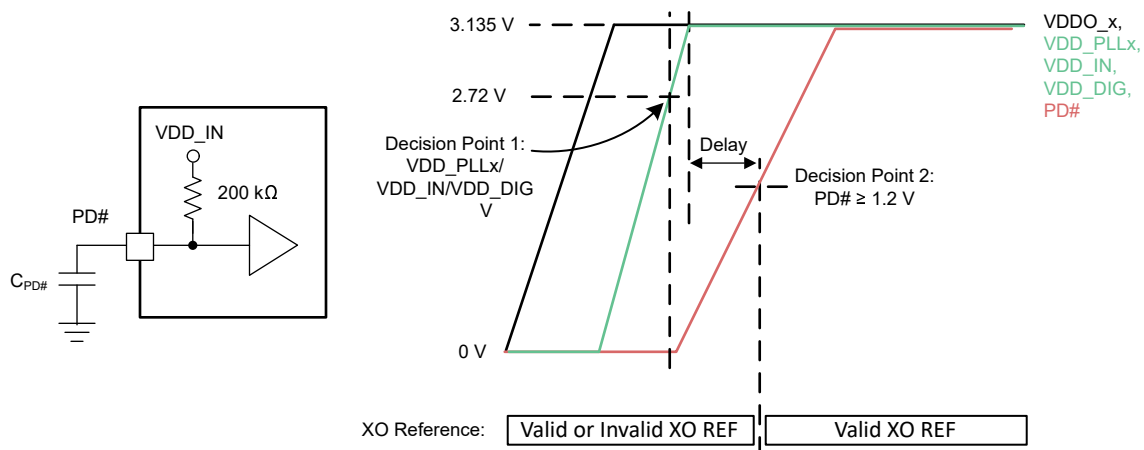 VDD_IN
200 kΩ
PD#
CPD#
3.135 V
2.72 V
0 V
Decision Point 1:
VDD_PLLx/
VDD_IN/VDD_DIG
V
Delay
Decision Point 2:
PD# ≥ 1.2 V
VDDO_x,
VDD_PLLx,
VDD_IN,
VDD_DIG,
PD#
XO Reference:
Valid or Invalid XO REF
Valid XO REF